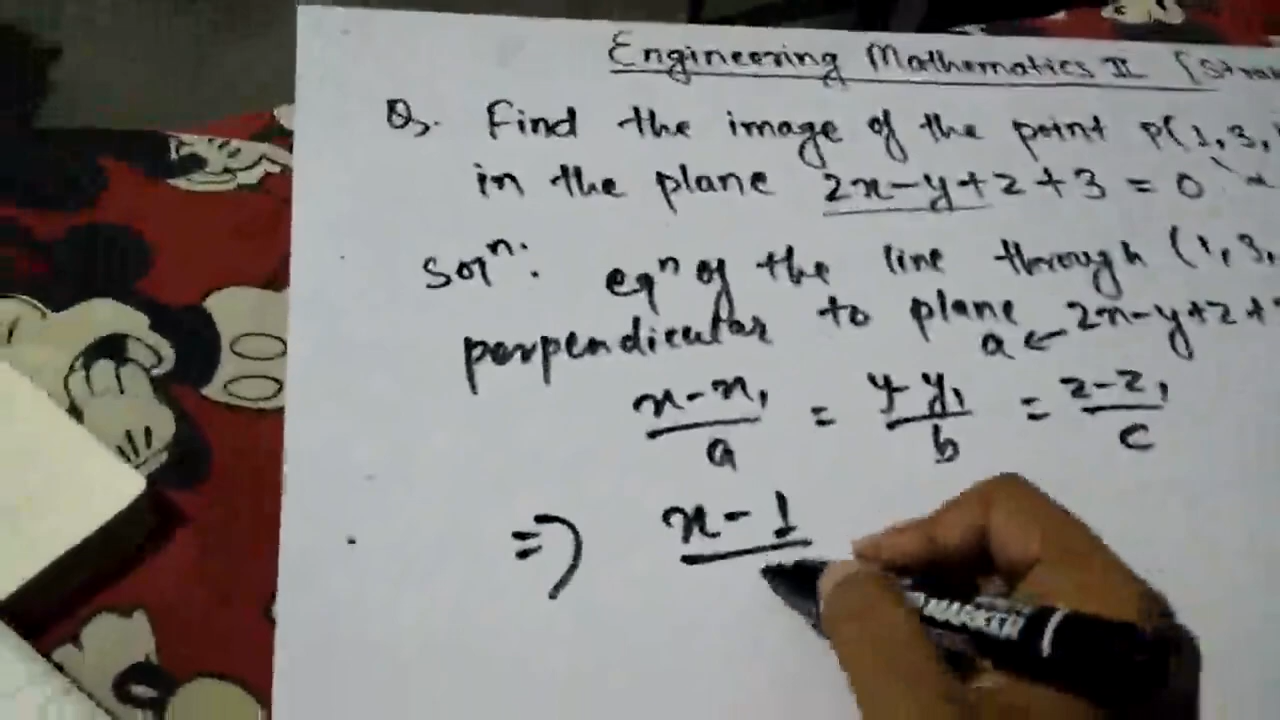 Engineering Mathematics II (Stra
Q. Find the image of the point P(1,3,
in the plane 2x-y+z+3 = 0
Solⁿ: eqⁿ of the line through (1,3,
perpendicular to plane 2x-y+z+
a ←
x-x₁/a = y-y₁/b = z-z₁/c
⇒ x-1
MARKER